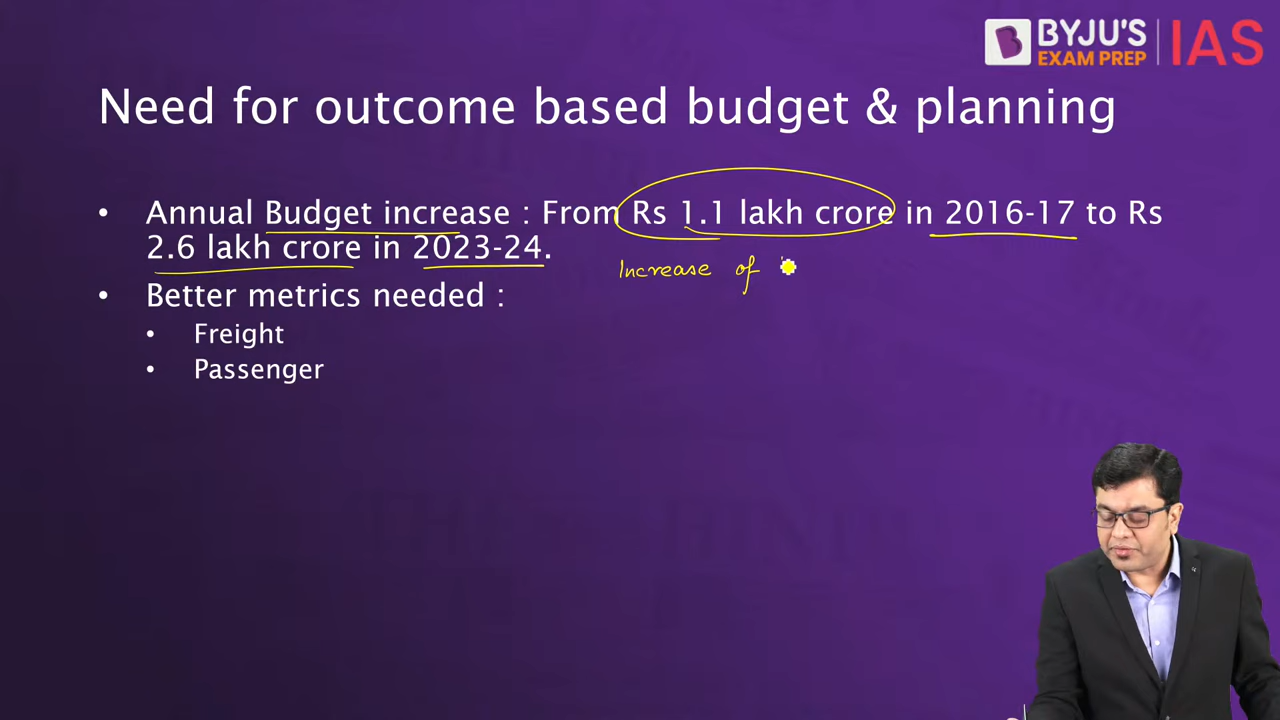 BYJU'S
EXAM PREP
IAS
Need for outcome based budget & planning
• Annual Budget increase : From Rs 1.1 lakh crore in 2016-17 to Rs
2.6 lakh crore in 2023-24.
Increase of
• Better metrics needed :
• Freight
• Passenger